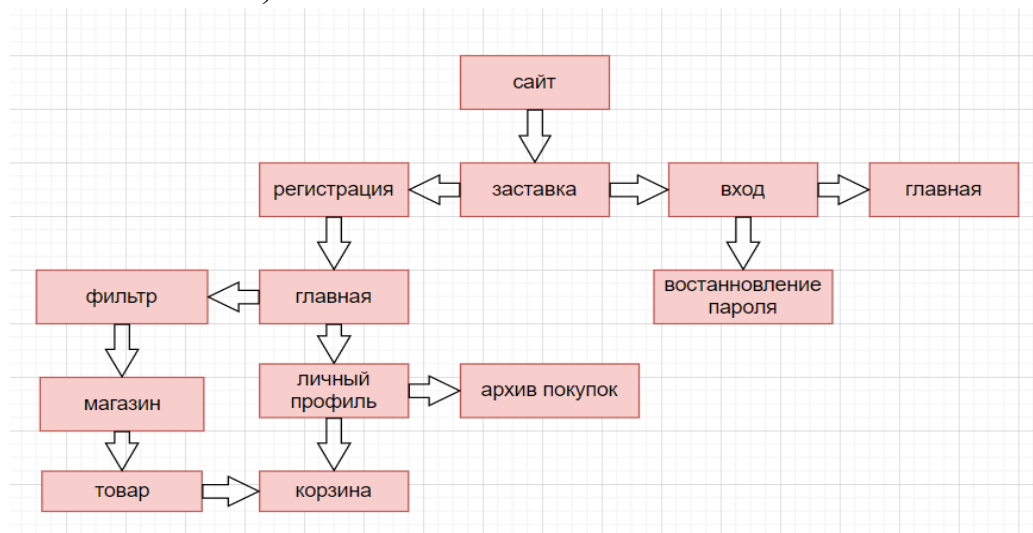 сайт
регистрация
заставка
вход
главная
фильтр
главная
востанновление
пароля
магазин
личный
профиль
архив покупок
товар
корзина